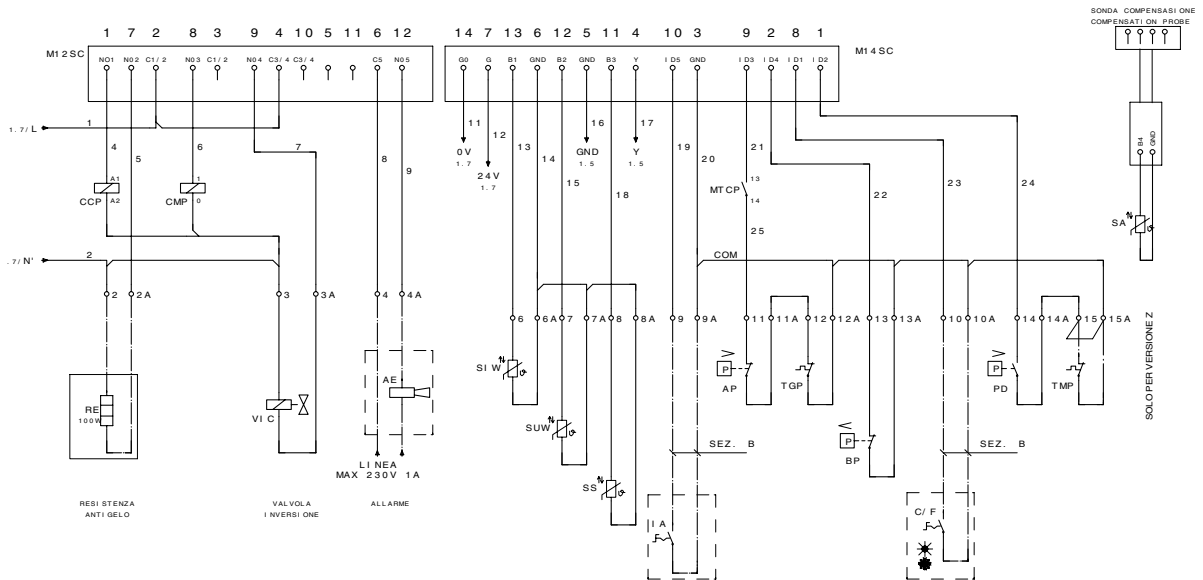 SONDA COMPENSASIONE
COMPENSATION PROBE
1 7 2 8 3 9 4 10 5 11 6 12
14 7 13 6 12 5 11 4 10 3 9 2 8 1
M12SC
NO1 NO2 C1/2 NO3 C1/2 NO4 C3/4 C3/4 C5 NO5
G0 G B1 GND B2 GND B3 Y ID5 GND ID3 ID4 ID1 ID2
M14SC
1.7/L
1
4
5
6
7
8
9
11
0V
1.7
12
24V
1.7
13
14
15
16
GND
1.5
17
Y
1.5
18
19
20
21
22
23
24
B4
GND
SA
CCP
A1
A2
CMP
1
0
MTCP
13
14
25
.7/N'
2
COM
2 2A 3 3A 4 4A
6 6A 7 7A 8 8A 9 9A 11 11A 12 12A 13 13A 10 10A 14 14A 15 15A
SOLO PER VERSIONE Z
RE
100W
VIC
AE
LINEA
MAX 230V 1A
SIW
SUW
SS
P
AP
TGP
P
BP
P
PD
TMP
SEZ. B
SEZ. B
IA
C/F
RESISTENZA
ANTIGELO
VALVOLA
INVERSIONE
ALLARME